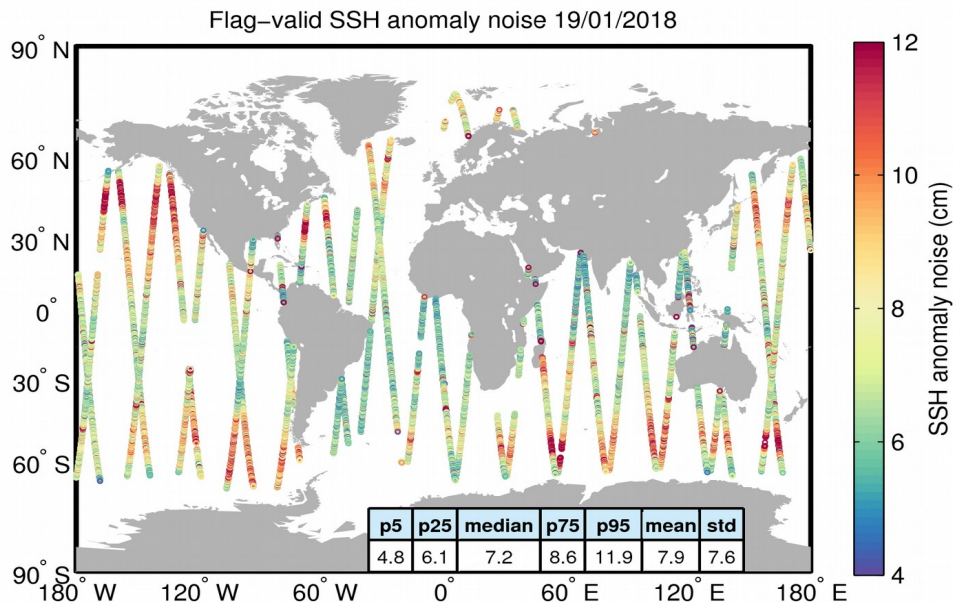 Flag−valid SSH anomaly noise 19/01/2018
90° N
60° N
30° N
0°
30° S
60° S
90° S
180° W
120° W
60° W
0°
60° E
120° E
180° E
p5 p25 median p75 p95 mean std
4.8 6.1 7.2 8.6 11.9 7.9 7.6
12
10
8
6
4
SSH anomaly noise (cm)